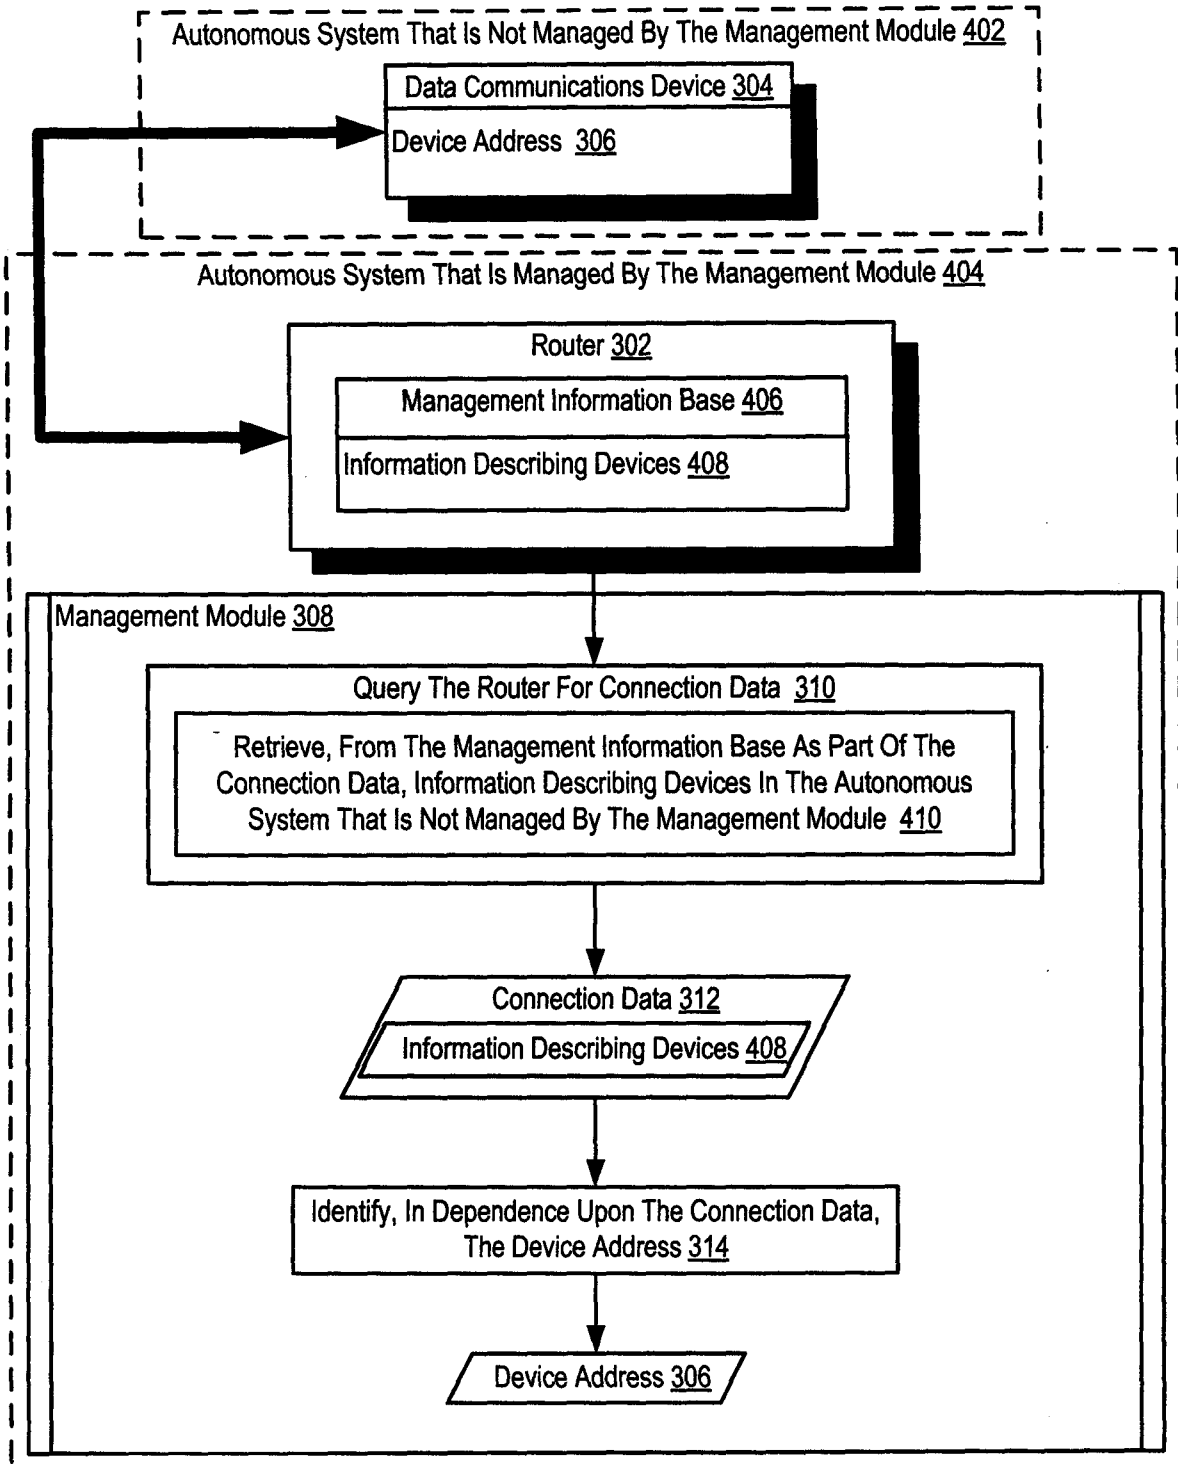 Autonomous System That Is Not Managed By The Management Module 402
Data Communications Device 304
Device Address 306
Autonomous System That Is Managed By The Management Module 404
Router 302
Management Information Base 406
Information Describing Devices 408
Management Module 308
Query The Router For Connection Data 310
Retrieve, From The Management Information Base As Part Of The
Connection Data, Information Describing Devices In The Autonomous
System That Is Not Managed By The Management Module 410
Connection Data 312
Information Describing Devices 408
Identify, In Dependence Upon The Connection Data,
The Device Address 314
Device Address 306